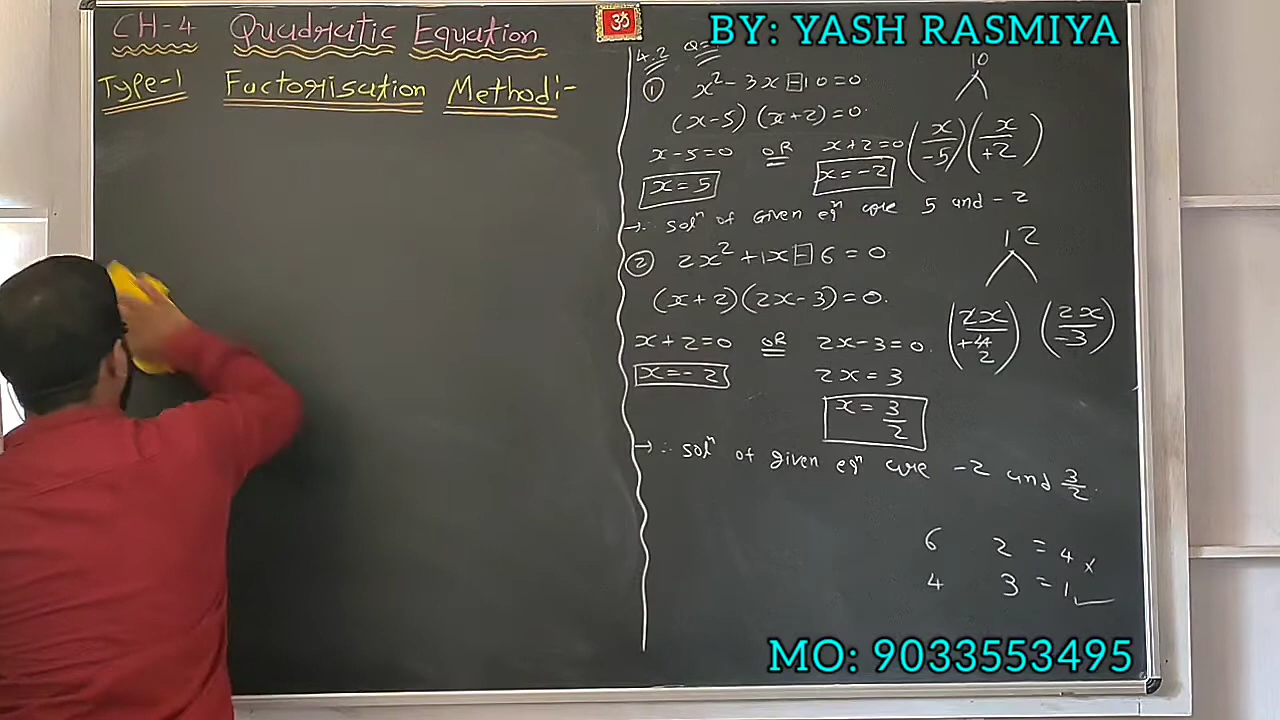 CH-4 Quadratic Equation
Type-1 Factorisation Method:-
ॐ
BY: YASH RASMIYA
4.2 Q=
① x² - 3x - 10 = 0
10
(x-5) (x+2) = 0
x-5=0 OR x+2=0
(x/-5) (x/+2)
x=5 x=-2
→ ∴ solⁿ of Given eqⁿ are 5 and -2
② 2x² + 1x - 6 = 0
12
(x+2)(2x-3)=0.
(2x/+4 2) (2x/-3)
x+2=0 OR 2x-3=0.
x=-2 2x=3
x=3/2
→ ∴ solⁿ of given eqⁿ are -2 and 3/2.
6 2 = 4 ×
4 3 = 1 ✓
MO: 9033553495